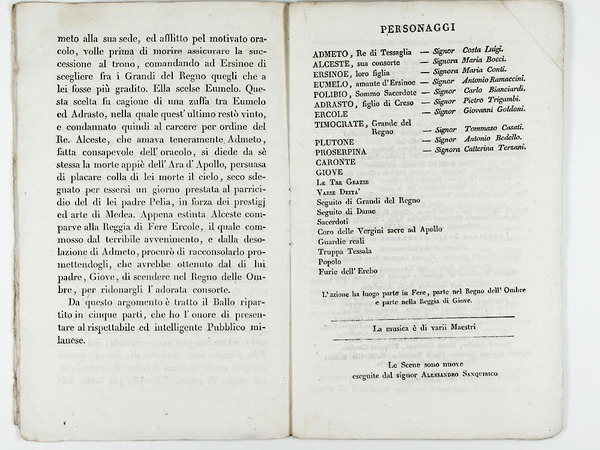 meto alla sua sede, ed afflitto pel motivato ora-
colo, volle prima di morire assicurare la suc-
cessione al trono, comandando ad Ersinoe di
scegliere fra i Grandi del Regno quegli che a
lei fosse più gradito. Ella scelse Eumelo. Que-
sta scelta fu cagione di una zuffa tra Eumelo
ed Adrasto, nella quale quest'ultimo restò vinto,
e condannato quindi al carcere per ordine del
Re. Alceste, che amava teneramente Admeto,
fatta consapevole dell'oracolo, si diede da sè
stessa la morte appiè dell'Ara d'Apollo, persuasa
di placare colla di lei morte il cielo, seco sde-
gnato per essersi un giorno prestata al parrici-
dio del di lei padre Pelia, in forza dei prestigj
ed arte di Medea. Appena estinta Alceste com-
parve alla Reggia di Fere Ercole, il quale com-
mosso dal terribile avvenimento, e dalla deso-
lazione di Admeto, procurò di racconsolarlo pro-
mettendogli, che avrebbe ottenuto dal di lui
padre, Giove, di scendere nel Regno delle Om-
bre, per ridonargli l'adorata consorte.
Da questo argomento è tratto il Ballo ripar-
tito in cinque parti, che ho l'onore di presen-
tare al rispettabile ed intelligente Pubblico mi-
lanese.
PERSONAGGI
ADMETO, Re di Tessaglia — Signor Costa Luigi.
ALCESTE, sua consorte — Signora Maria Bocci.
ERSINOE, loro figlia — Signora Maria Conti.
EUMELO, amante d'Ersinoe — Signor Antonio Ramaccini.
POLIBIO, Sommo Sacerdote — Signor Carlo Bianciardi.
ADRASTO, figlio di Creso — Signor Pietro Trigambi.
ERCOLE — Signor Giovanni Goldoni.
TIMOCRATE, Grande del
Regno — Signor Tommaso Casati.
PLUTONE — Signor Antonio Bedello.
PROSERPINA — Signora Catterina Terzani.
CARONTE
GIOVE
LE TRE GRAZIE
VARIE DEITA'
Seguito di Grandi del Regno
Seguito di Dame
Sacerdoti
Coro delle Vergini sacre ad Apollo
Guardie reali
Truppa Tessala
Popolo
Furie dell'Erebo
L'azione ha luogo parte in Fere, parte nel Regno dell'Ombre
e parte nella Reggia di Giove.
La musica è di varii Maestri
Le Scene sono nuove
eseguite dal signor ALESSANDRO SANQUIRICO